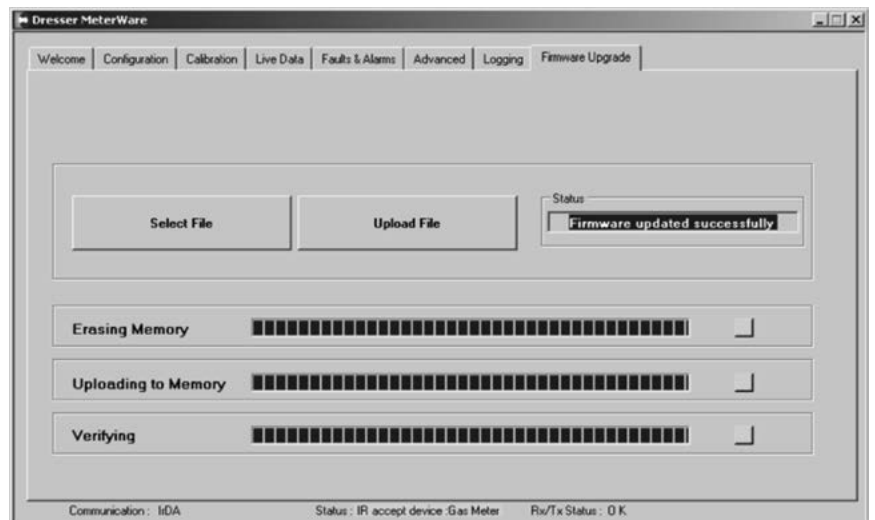 Dresser MeterWare
Welcome Configuration Calibration Live Data Faults & Alarms Advanced Logging Firmware Upgrade
Status
Select File Upload File Firmware updated successfully
Erasing Memory
Uploading to Memory
Verifying
Communication : IrDA Status : IR accept device :Gas Meter Rx/Tx Status : O K